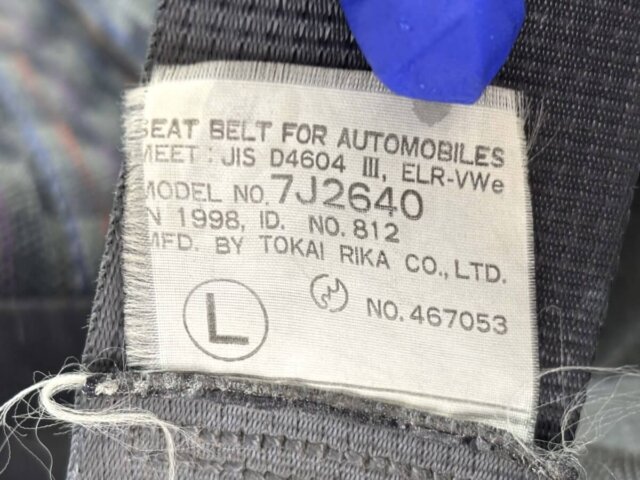 SEAT BELT FOR AUTOMOBILES
MEET: JIS D4604 III, ELR-VWe
MODEL NO. 7J2640
IN 1998, ID. NO. 812
MFD. BY TOKAI RIKA CO., LTD.
L
NO. 467053